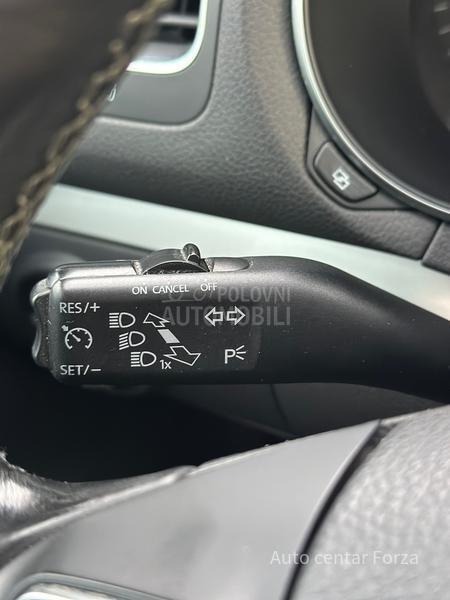 ON CANCEL OFF
POLOVNI
AUTOMOBILI
RES/+
SET/-
1x
P
Auto centar Forza